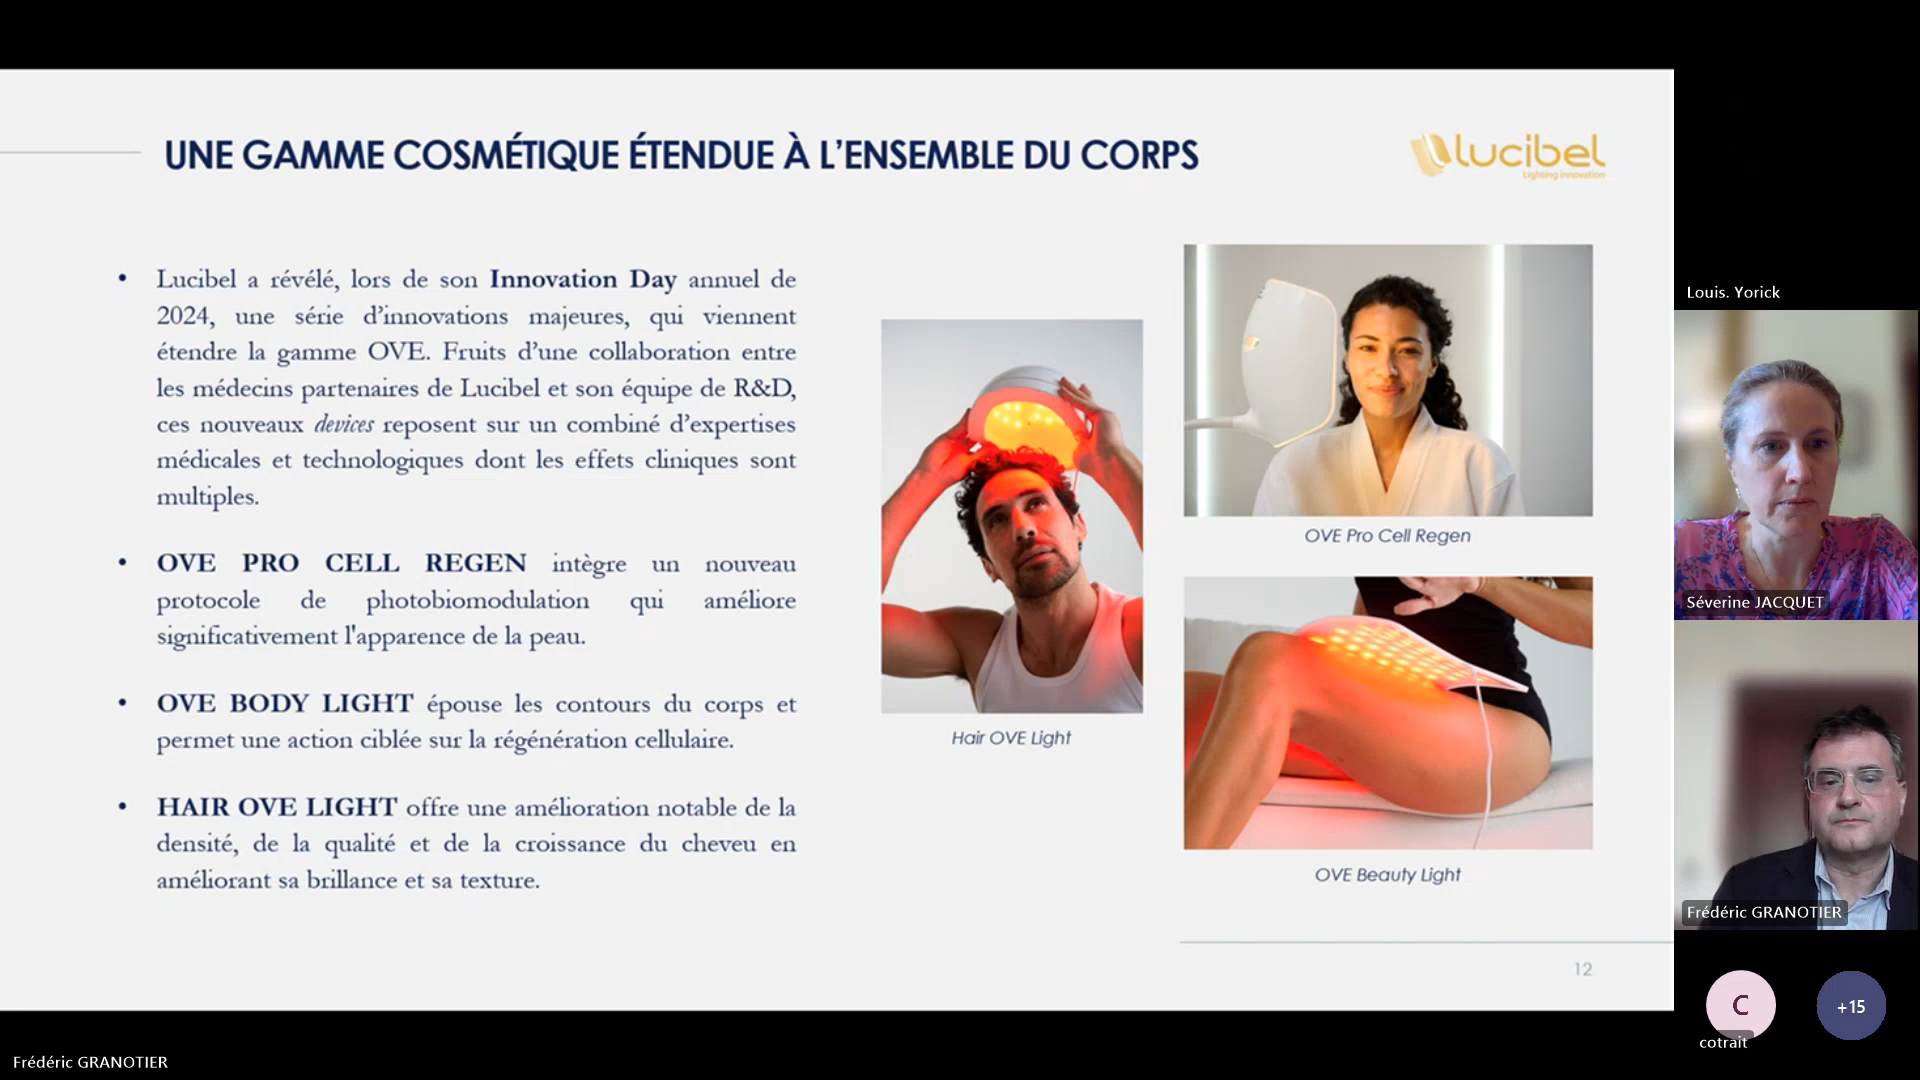 UNE GAMME COSMÉTIQUE ÉTENDUE À L’ENSEMBLE DU CORPS
lucibel
Lighting innovation
• Lucibel a révélé, lors de son Innovation Day annuel de
2024, une série d’innovations majeures, qui viennent
étendre la gamme OVE. Fruits d’une collaboration entre
les médecins partenaires de Lucibel et son équipe de R&D,
ces nouveaux devices reposent sur un combiné d’expertises
médicales et technologiques dont les effets cliniques sont
multiples.
• OVE PRO CELL REGEN intègre un nouveau
protocole de photobiomodulation qui améliore
significativement l'apparence de la peau.
• OVE BODY LIGHT épouse les contours du corps et
permet une action ciblée sur la régénération cellulaire.
• HAIR OVE LIGHT offre une amélioration notable de la
densité, de la qualité et de la croissance du cheveu en
améliorant sa brillance et sa texture.
Hair OVE Light
OVE Pro Cell Regen
OVE Beauty Light
12
Louis. Yorick
Séverine JACQUET
Frédéric GRANOTIER
C
cotrait
+15
Frédéric GRANOTIER